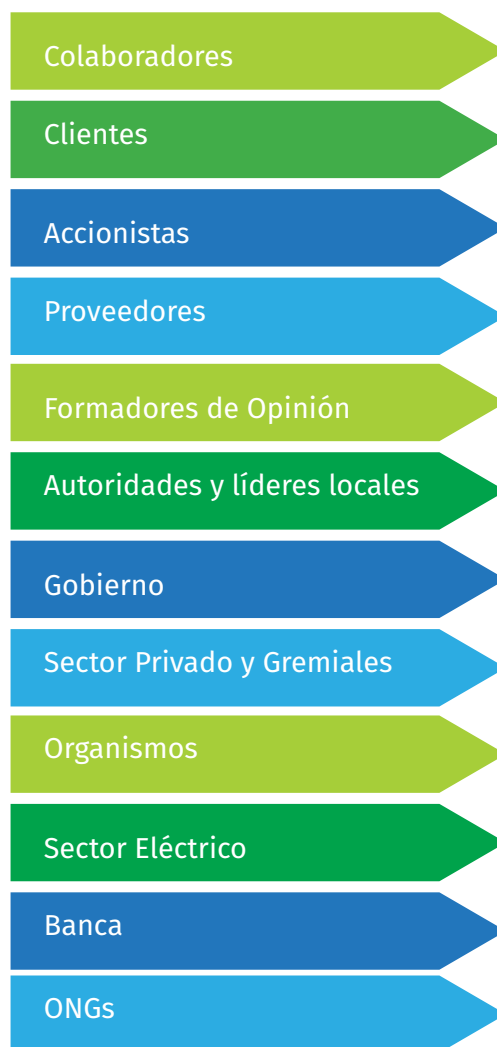 Colaboradores
Clientes
Accionistas
Proveedores
Formadores de Opinión
Autoridades y líderes locales
Gobierno
Sector Privado y Gremiales
Organismos
Sector Eléctrico
Banca
ONGs